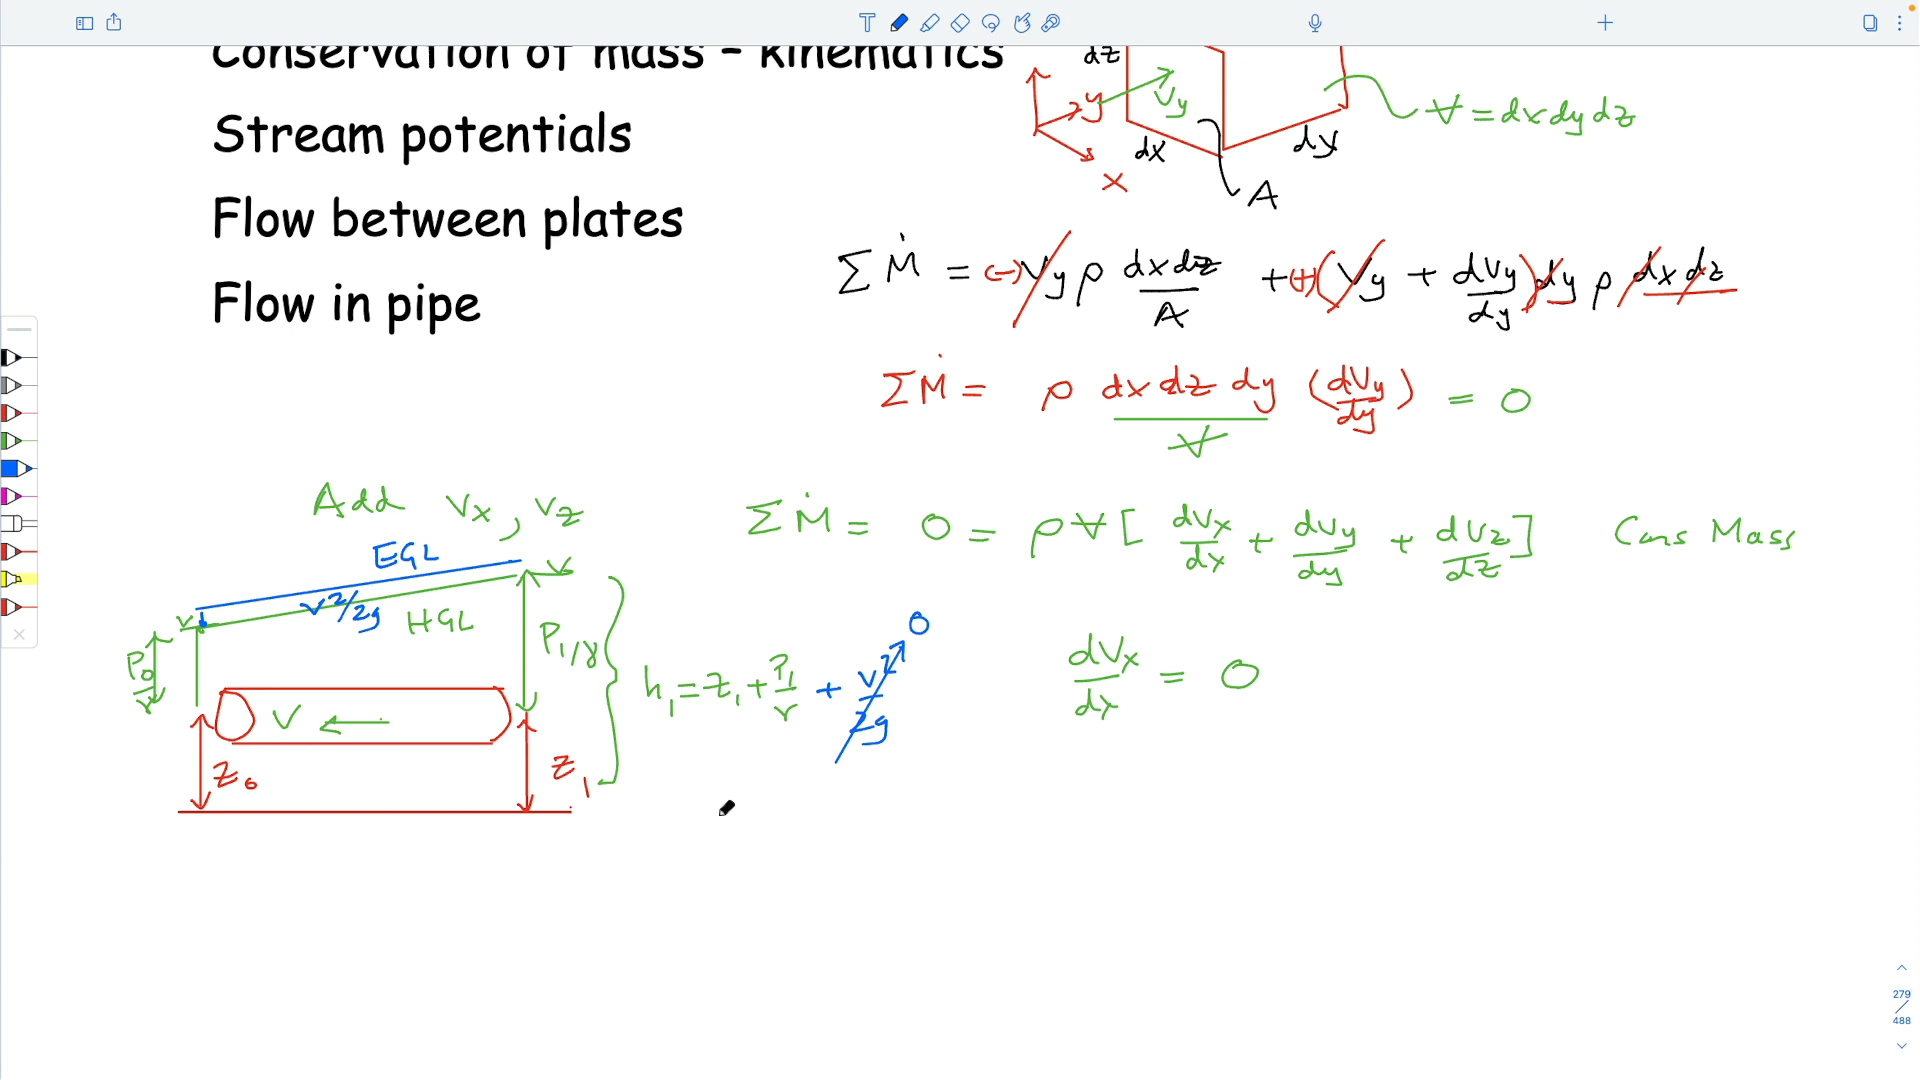 Conservation of mass – kinematics
Stream potentials
Flow between plates
Flow in pipe
dz
y
Vy
x
dx
dy
A
V = dx dy dz
ΣṀ = (-) Vy ρ dxdz/A + (+) (Vy + dVy/dy) dy ρ dx dz
ΣṀ = ρ dx dz dy (dVy/dy) = 0
V
Add Vx, Vz
ΣṀ = 0 = ρV [ dVx/dx + dVy/dy + dVz/dz ] Cons Mass
EGL
V²/2g
HGL
P0/γ
P1/γ
V
Z0
Z1
h1 = Z1 + P1/γ + V²/2g
0
dVx/dx = 0
279
488